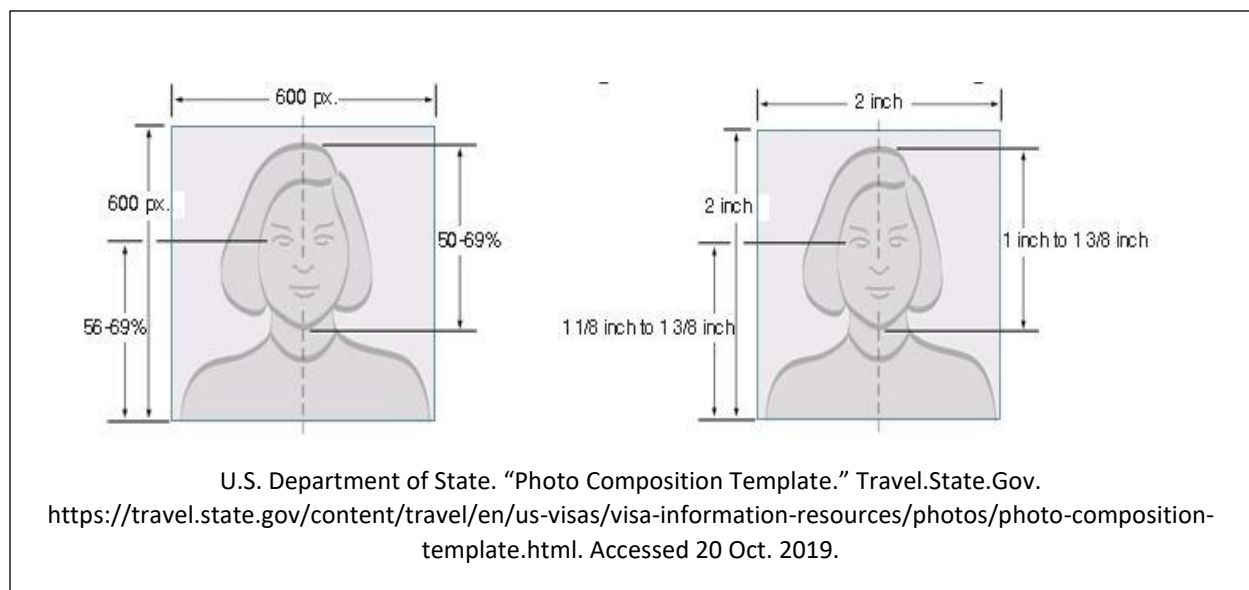 600 px.
2 inch
600 px.
50-69%
56-69%
2 inch
1 inch to 1 3/8 inch
1 1/8 inch to 1 3/8 inch
U.S. Department of State. “Photo Composition Template.” Travel.State.Gov.
https://travel.state.gov/content/travel/en/us-visas/visa-information-resources/photos/photo-composition-
template.html. Accessed 20 Oct. 2019.